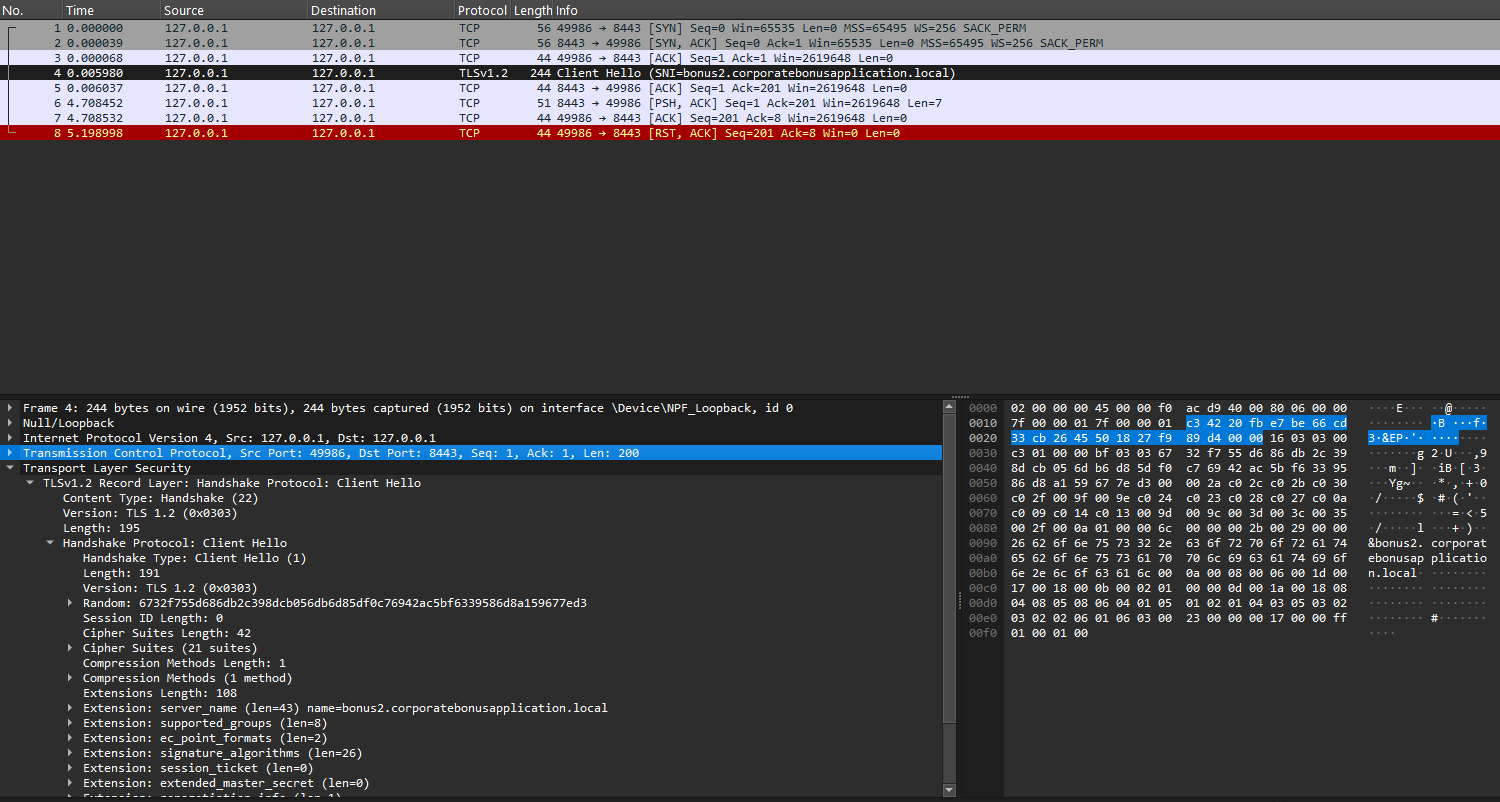 No. Time Source Destination Protocol Length Info
1 0.000000 127.0.0.1 127.0.0.1 TCP 56 49986 → 8443 [SYN] Seq=0 Win=65535 Len=0 MSS=65495 WS=256 SACK_PERM
2 0.000039 127.0.0.1 127.0.0.1 TCP 56 8443 → 49986 [SYN, ACK] Seq=0 Ack=1 Win=65535 Len=0 MSS=65495 WS=256 SACK_PERM
3 0.000068 127.0.0.1 127.0.0.1 TCP 44 49986 → 8443 [ACK] Seq=1 Ack=1 Win=2619648 Len=0
4 0.005980 127.0.0.1 127.0.0.1 TLSv1.2 244 Client Hello (SNI=bonus2.corporatebonusapplication.local)
5 0.006037 127.0.0.1 127.0.0.1 TCP 44 8443 → 49986 [ACK] Seq=1 Ack=201 Win=2619648 Len=0
6 4.708452 127.0.0.1 127.0.0.1 TCP 51 8443 → 49986 [PSH, ACK] Seq=1 Ack=201 Win=2619648 Len=7
7 4.708532 127.0.0.1 127.0.0.1 TCP 44 49986 → 8443 [ACK] Seq=201 Ack=8 Win=2619648 Len=0
8 5.198998 127.0.0.1 127.0.0.1 TCP 44 49986 → 8443 [RST, ACK] Seq=201 Ack=8 Win=0 Len=0
Frame 4: 244 bytes on wire (1952 bits), 244 bytes captured (1952 bits) on interface \Device\NPF_Loopback, id 0
Null/Loopback
Internet Protocol Version 4, Src: 127.0.0.1, Dst: 127.0.0.1
Transmission Control Protocol, Src Port: 49986, Dst Port: 8443, Seq: 1, Ack: 1, Len: 200
Transport Layer Security
TLSv1.2 Record Layer: Handshake Protocol: Client Hello
Content Type: Handshake (22)
Version: TLS 1.2 (0x0303)
Length: 195
Handshake Protocol: Client Hello
Handshake Type: Client Hello (1)
Length: 191
Version: TLS 1.2 (0x0303)
Random: 6732f755d686db2c398dcb056db6d85df0c76942ac5bf6339586d8a159677ed3
Session ID Length: 0
Cipher Suites Length: 42
Cipher Suites (21 suites)
Compression Methods Length: 1
Compression Methods (1 method)
Extensions Length: 108
Extension: server_name (len=43) name=bonus2.corporatebonusapplication.local
Extension: supported_groups (len=8)
Extension: ec_point_formats (len=2)
Extension: signature_algorithms (len=26)
Extension: session_ticket (len=0)
Extension: extended_master_secret (len=0)
Extension: renegotiation_info (len=1)
0000 02 00 00 00 45 00 00 f0 ac d9 40 00 80 06 00 00 ····E··· ··@·····
0010 7f 00 00 01 7f 00 00 01 c3 42 20 fb e7 be 66 cd ········ ·B ···f·
0020 33 cb 26 45 50 18 27 f9 89 d4 00 00 16 03 03 00 3·&EP·'· ········
0030 c3 01 00 00 bf 03 03 67 32 f7 55 d6 86 db 2c 39 ·······g 2·U···,9
0040 8d cb 05 6d b6 d8 5d f0 c7 69 42 ac 5b f6 33 95 ···m··]· ·iB·[·3·
0050 86 d8 a1 59 67 7e d3 00 00 2a c0 2c c0 2b c0 30 ···Yg~·· ·*·,·+·0
0060 c0 2f 00 9f 00 9e c0 24 c0 23 c0 28 c0 27 c0 0a ·/·····$ ·#·(·'··
0070 c0 09 c0 14 c0 13 00 9d 00 9c 00 3d 00 3c 00 35 ········ ···=·<·5
0080 00 2f 00 0a 01 00 00 6c 00 00 00 2b 00 29 00 00 ·/·····l ···+·)··
0090 26 62 6f 6e 75 73 32 2e 63 6f 72 70 6f 72 61 74 &bonus2. corporat
00a0 65 62 6f 6e 75 73 61 70 70 6c 69 63 61 74 69 6f ebonusap plicatio
00b0 6e 2e 6c 6f 63 61 6c 00 0a 00 08 00 06 00 1d 00 n.local· ········
00c0 17 00 18 00 0b 00 02 01 00 00 0d 00 1a 00 18 08 ········ ········
00d0 04 08 05 08 06 04 01 05 01 02 01 04 03 05 03 02 ········ ········
00e0 03 02 02 06 01 06 03 00 23 00 00 00 17 00 00 ff ········ #·······
00f0 01 00 01 00 ····